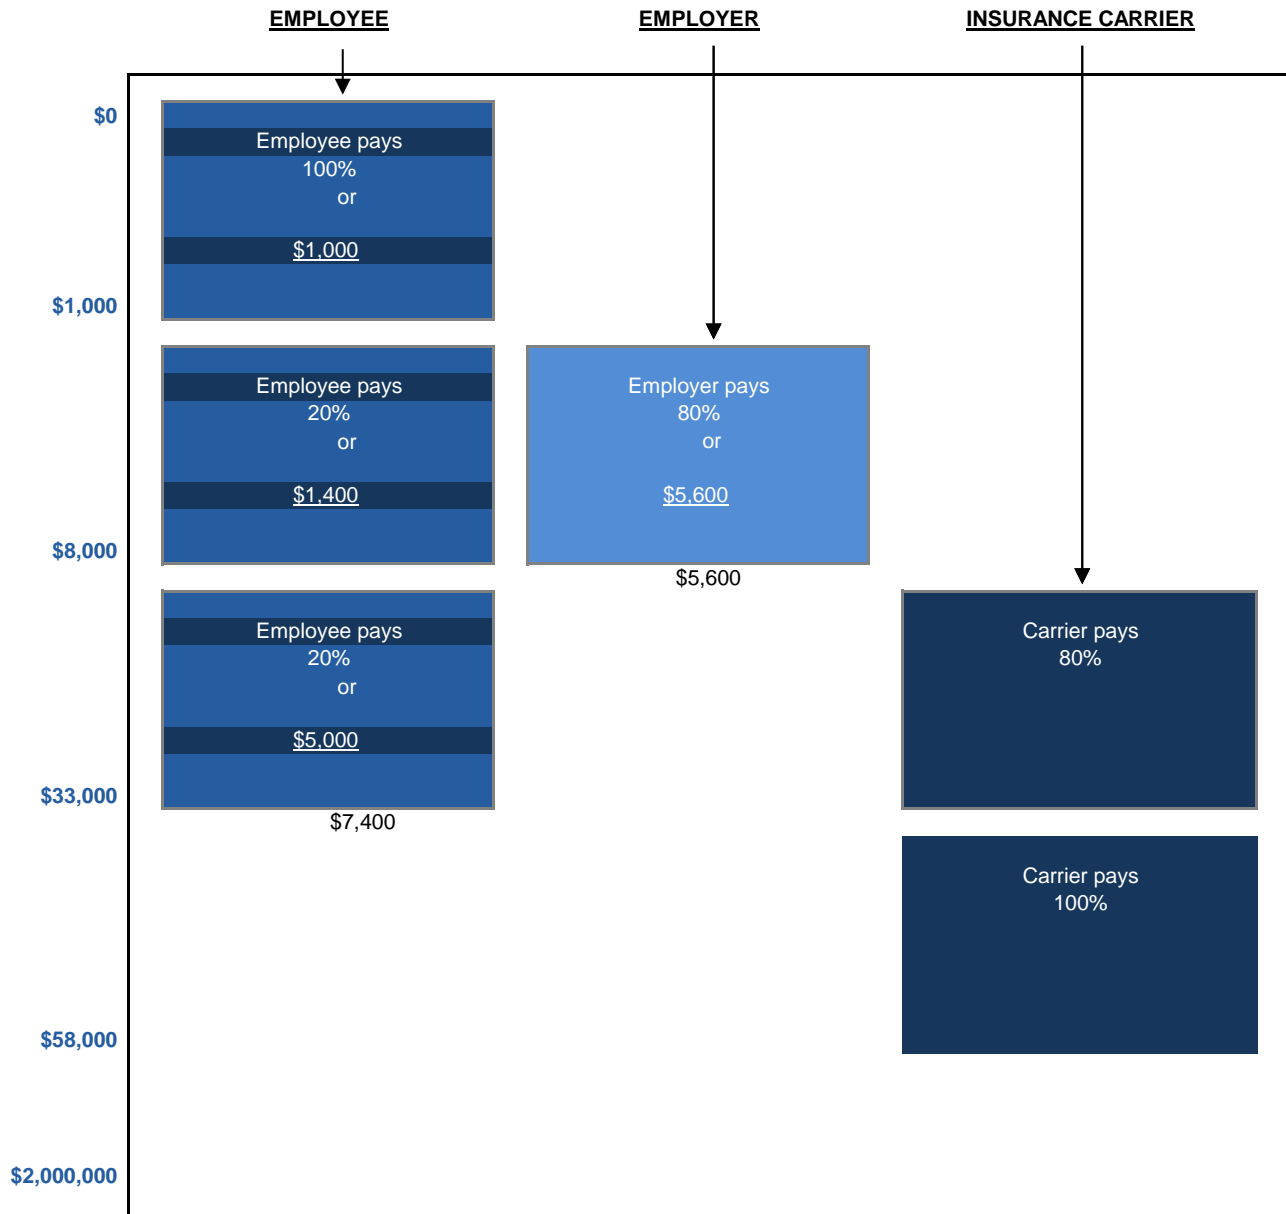 EMPLOYEE EMPLOYER INSURANCE CARRIER
$0
Employee pays
100%
or
$1,000
$1,000
Employee pays Employer pays
20% 80%
or or
$1,400 $5,600
$8,000
$5,600
Employee pays Carrier pays
20% 80%
or
$5,000
$33,000
$7,400
Carrier pays
100%
$58,000
$2,000,000